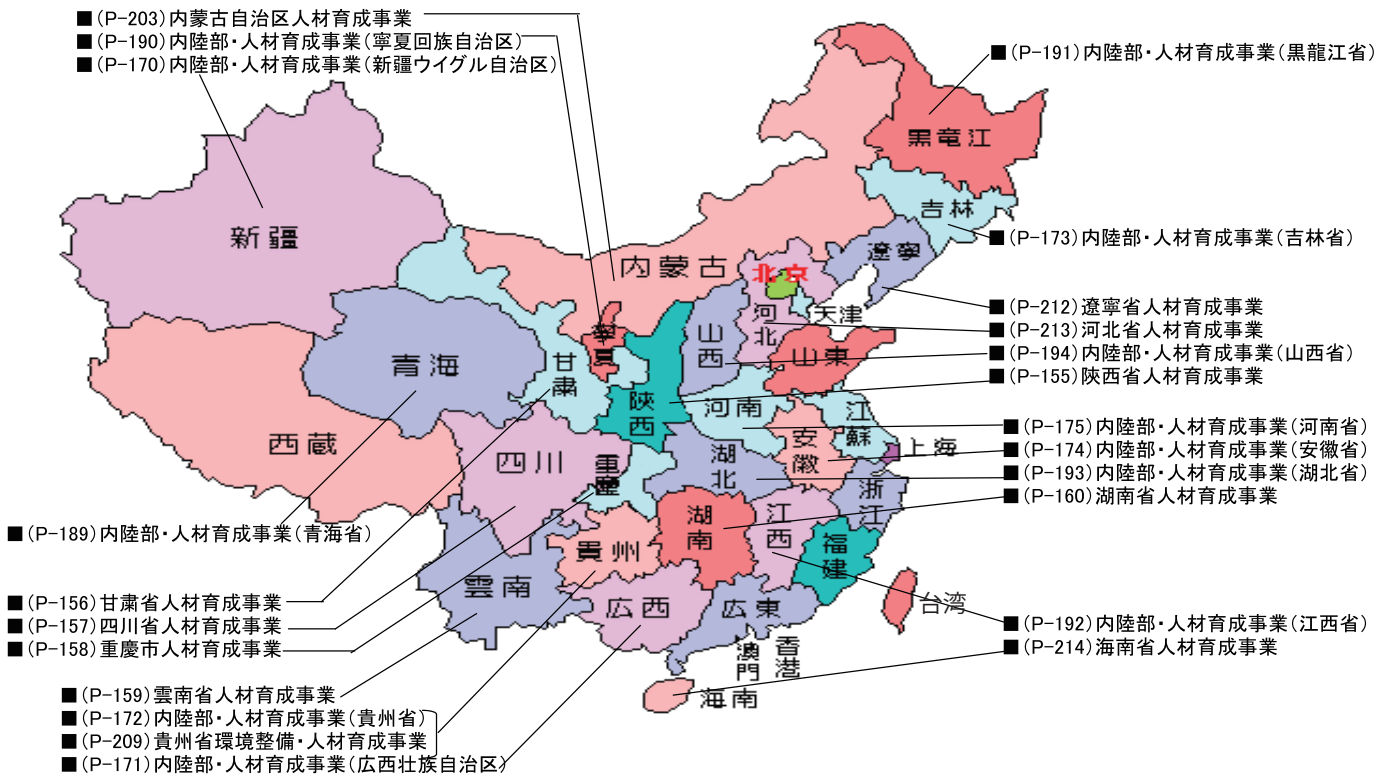 ■(P-203)内蒙古自治区人材育成事業
■(P-190)内陸部・人材育成事業(寧夏回族自治区)
■(P-170)内陸部・人材育成事業(新疆ウイグル自治区)
■(P-191)内陸部・人材育成事業(黒龍江省)
黒竜江
吉林
新疆
■(P-173)内陸部・人材育成事業(吉林省)
遼寧
内蒙古
北京
■(P-212)遼寧省人材育成事業
天津
河北
■(P-213)河北省人材育成事業
寧夏
山西
■(P-194)内陸部・人材育成事業(山西省)
山東
青海
甘粛
■(P-155)陝西省人材育成事業
陝西
河南
江蘇
■(P-175)内陸部・人材育成事業(河南省)
西蔵
安徽
上海
■(P-174)内陸部・人材育成事業(安徽省)
四川
重慶
湖北
■(P-193)内陸部・人材育成事業(湖北省)
浙江
■(P-160)湖南省人材育成事業
湖南
江西
■(P-189)内陸部・人材育成事業(青海省)
福建
貴州
雲南
■(P-156)甘粛省人材育成事業
広西
広東
台湾
■(P-157)四川省人材育成事業
■(P-192)内陸部・人材育成事業(江西省)
■(P-158)重慶市人材育成事業
澳門
香港
■(P-214)海南省人材育成事業
海南
■(P-159)雲南省人材育成事業
■(P-172)内陸部・人材育成事業(貴州省)
■(P-209)貴州省環境整備・人材育成事業
■(P-171)内陸部・人材育成事業(広西壮族自治区)